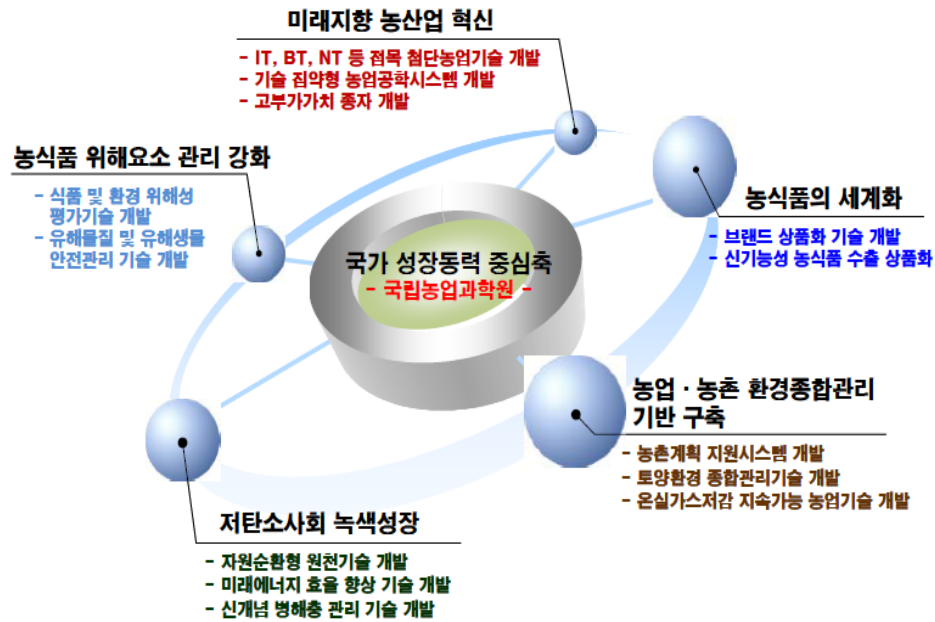 미래지향 농산업 혁신
- IT, BT, NT 등 접목 첨단농업기술 개발
- 기술 집약형 농업공학시스템 개발
- 고부가가치 종자 개발
농식품 위해요소 관리 강화
- 식품 및 환경 위해성
평가기술 개발
- 유해물질 및 유해생물
안전관리 기술 개발
농식품의 세계화
- 브랜드 상품화 기술 개발
- 신기능성 농식품 수출 상품화
국가 성장동력 중심축
- 국립농업과학원 -
농업 · 농촌 환경종합관리
기반 구축
- 농촌계획 지원시스템 개발
- 토양환경 종합관리기술 개발
- 온실가스저감 지속가능 농업기술 개발
저탄소사회 녹색성장
- 자원순환형 원천기술 개발
- 미래에너지 효율 향상 기술 개발
- 신개념 병해충 관리 기술 개발